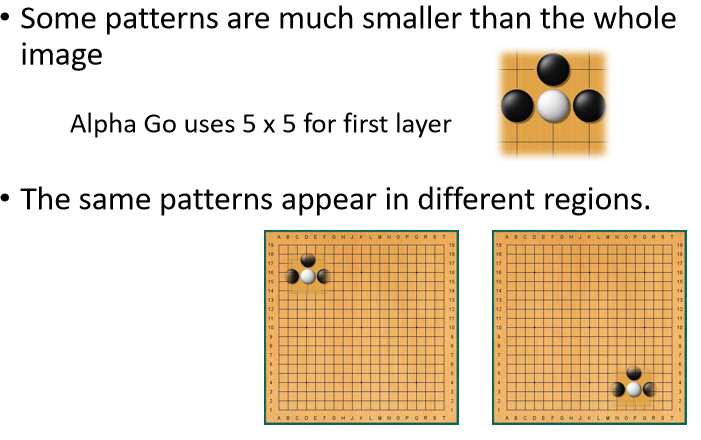 • Some patterns are much smaller than the whole
image
Alpha Go uses 5 x 5 for first layer
• The same patterns appear in different regions.